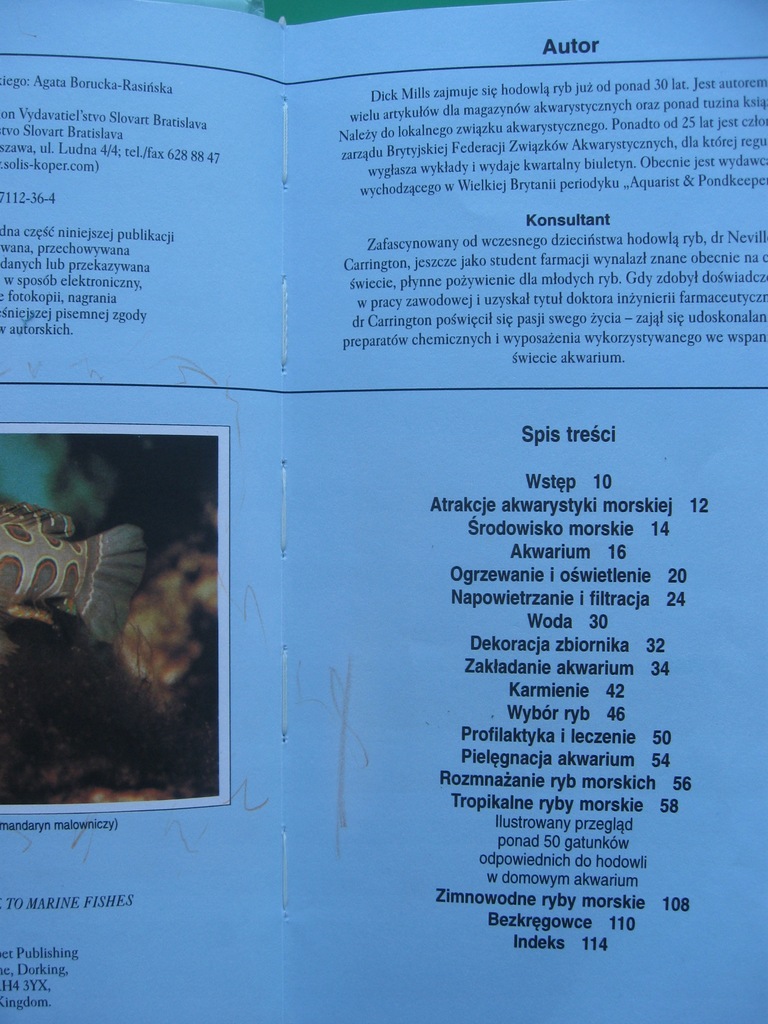 kiego: Agata Borucka-Rasińska
on Vydavatiel'stvo Slovart Bratislava
stvo Slovart Bratislava
szawa, ul. Ludna 4/4; tel./fax 628 88 47
.solis-koper.com)
7112-36-4
dna część niniejszej publikacji
wana, przechowywana
danych lub przekazywana
w sposób elektroniczny,
e fotokopii, nagrania
eśniejszej pisemnej zgody
w autorskich.
mandaryn malowniczy)
E TO MARINE FISHES
et Publishing
ne, Dorking,
H4 3YX,
Kingdom.
Autor
Dick Mills zajmuje się hodowlą ryb już od ponad 30 lat. Jest autorem
wielu artykułów dla magazynów akwarystycznych oraz ponad tuzina książ
Należy do lokalnego związku akwarystycznego. Ponadto od 25 lat jest człon
zarządu Brytyjskiej Federacji Związków Akwarystycznych, dla której regu
wygłasza wykłady i wydaje kwartalny biuletyn. Obecnie jest wydawca
wychodzącego w Wielkiej Brytanii periodyku „Aquarist & Pondkeeper
Konsultant
Zafascynowany od wczesnego dzieciństwa hodowlą ryb, dr Nevill
Carrington, jeszcze jako student farmacji wynalazł znane obecnie na c
świecie, płynne pożywienie dla młodych ryb. Gdy zdobył doświadcze
w pracy zawodowej i uzyskał tytuł doktora inżynierii farmaceutyczn
dr Carrington poświęcił się pasji swego życia – zajął się udoskonalan
preparatów chemicznych i wyposażenia wykorzystywanego we wspan
świecie akwarium.
Spis treści
Wstęp 10
Atrakcje akwarystyki morskiej 12
Środowisko morskie 14
Akwarium 16
Ogrzewanie i oświetlenie 20
Napowietrzanie i filtracja 24
Woda 30
Dekoracja zbiornika 32
Zakładanie akwarium 34
Karmienie 42
Wybór ryb 46
Profilaktyka i leczenie 50
Pielęgnacja akwarium 54
Rozmnażanie ryb morskich 56
Tropikalne ryby morskie 58
Ilustrowany przegląd
ponad 50 gatunków
odpowiednich do hodowli
w domowym akwarium
Zimnowodne ryby morskie 108
Bezkręgowce 110
Indeks 114